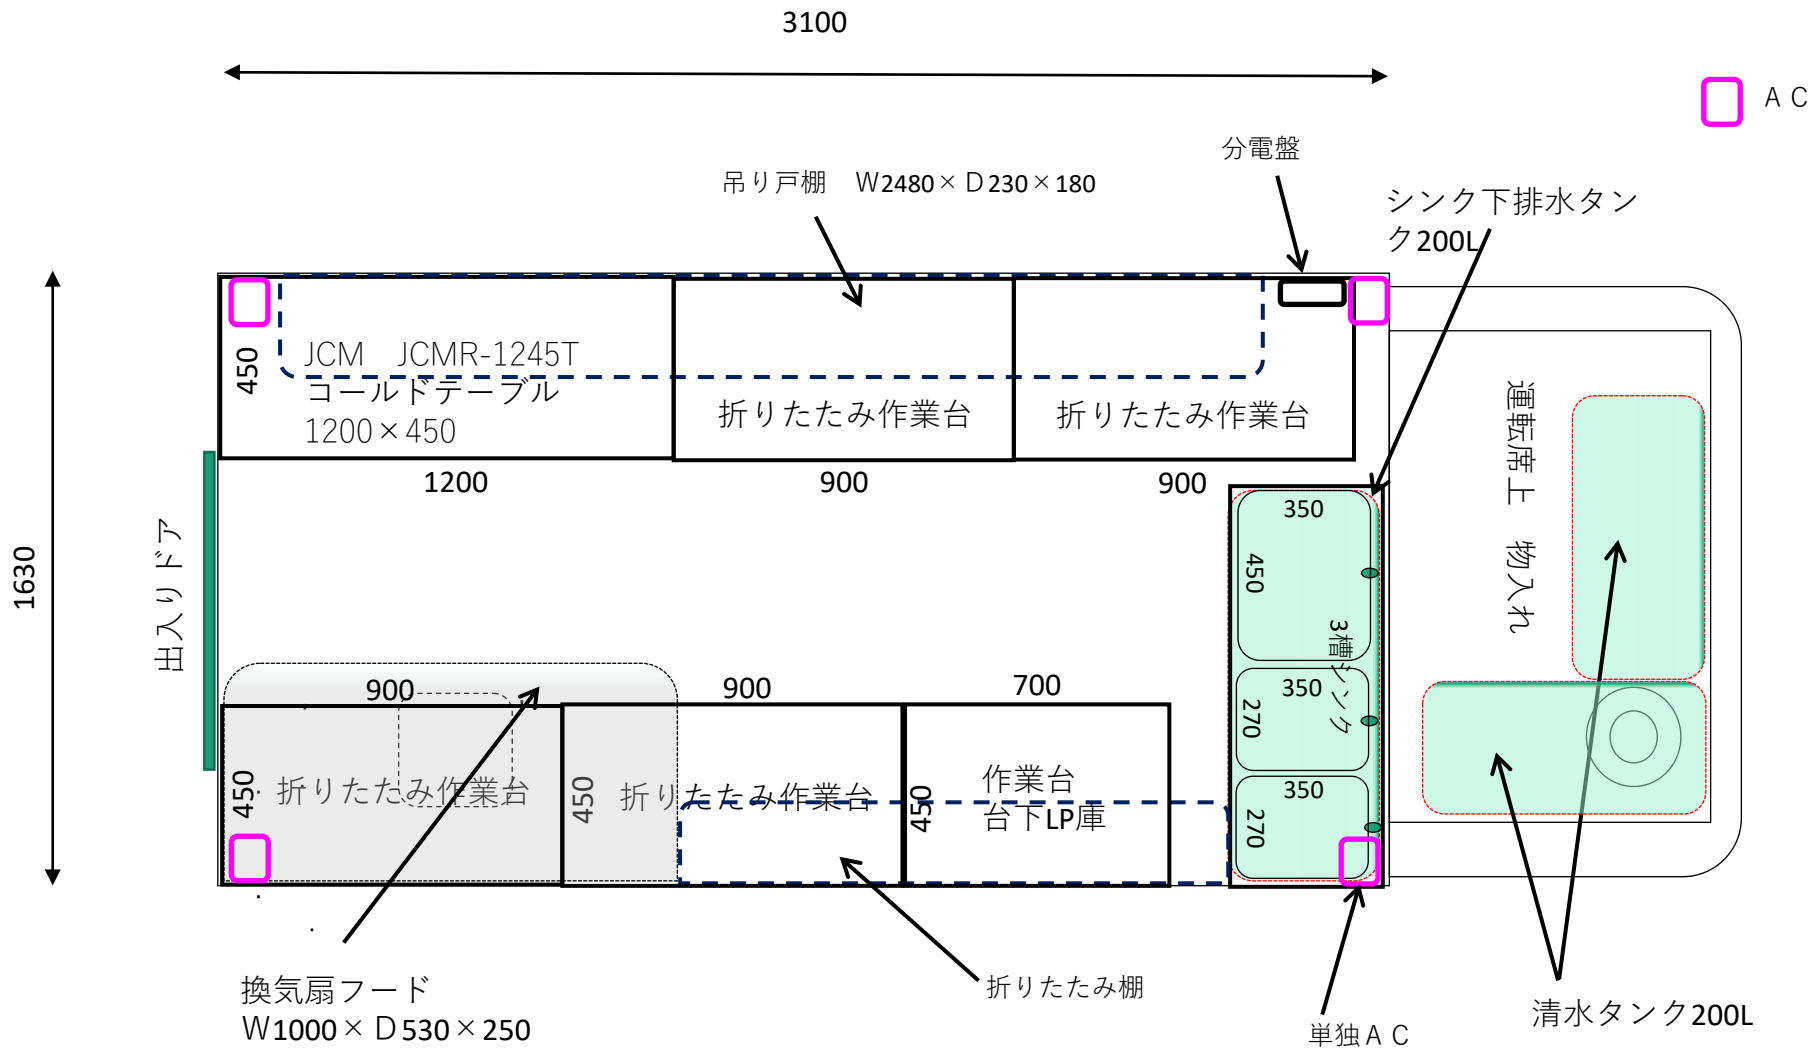 3100
ＡＣ
分電盤
吊り戸棚　W2480×Ｄ230×180
シンク下排水タン
ク200L
450
JCM　JCMR-1245T
コールドテーブル
1200×450
折りたたみ作業台
折りたたみ作業台
1200
900
900
1630
出入りドア
運転席上　物入れ
350
450
3槽シンク
350
270
350
270
900
900
700
450
折りたたみ作業台
450
折りたたみ作業台
450
作業台
台下LP庫
換気扇フード
W1000×Ｄ530×250
折りたたみ棚
単独ＡＣ
清水タンク200L